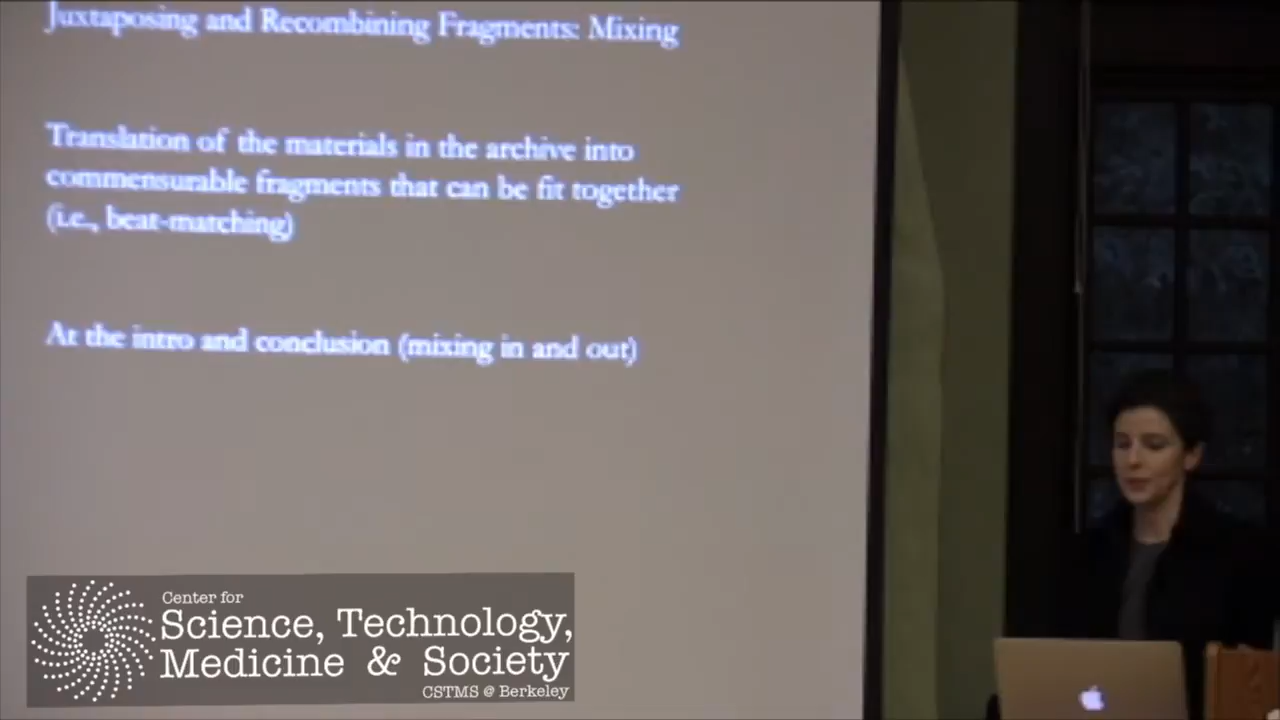 Juxtaposing and Recombining Fragments: Mixing
Translation of the materials in the archive into
commensurable fragments that can be fit together
(i.e., beat-matching)
At the intro and conclusion (mixing in and out)
Center for
Science, Technology,
Medicine & Society
CSTMS @ Berkeley